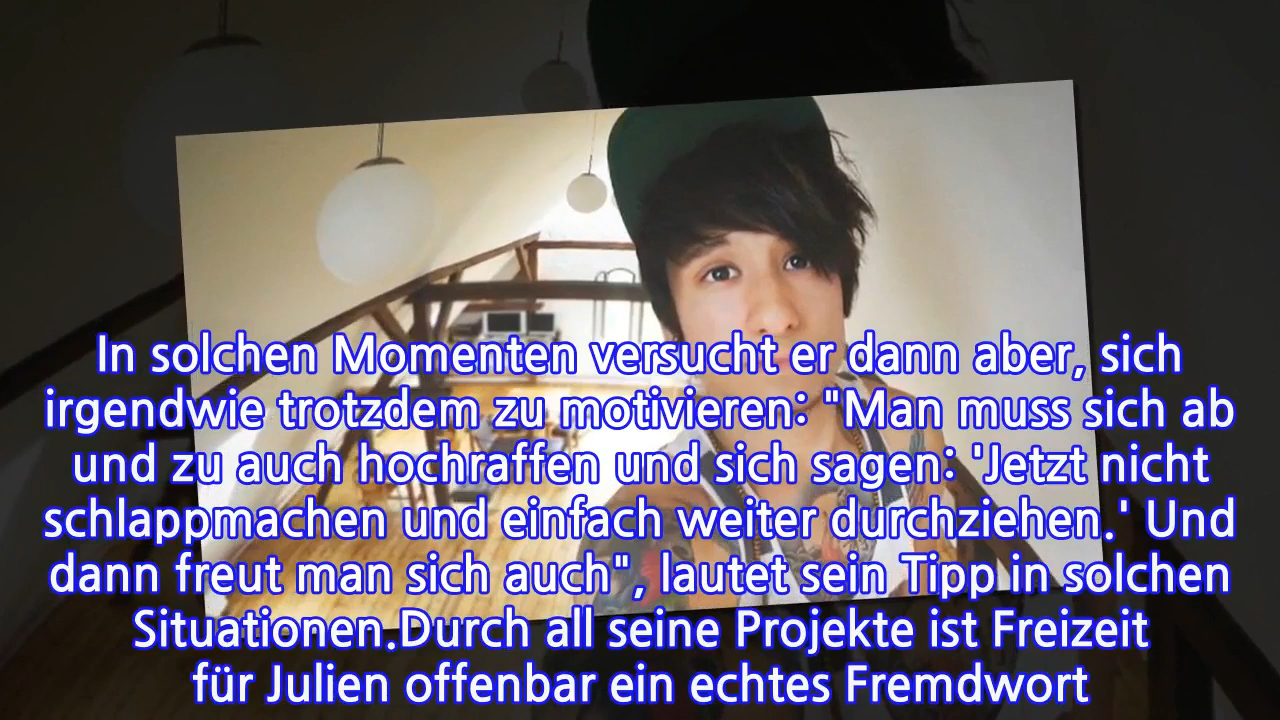 In solchen Momenten versucht er dann aber, sich
irgendwie trotzdem zu motivieren: "Man muss sich ab
und zu auch hochraffen und sich sagen: 'Jetzt nicht
schlappmachen und einfach weiter durchziehen.' Und
dann freut man sich auch", lautet sein Tipp in solchen
Situationen.Durch all seine Projekte ist Freizeit
für Julien offenbar ein echtes Fremdwort